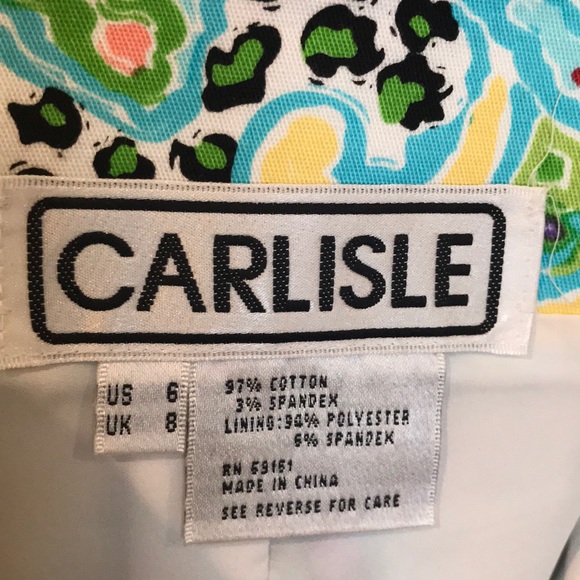 CARLISLE
US 6
UK 8
97% COTTON
3% SPANDEX
LINING:94% POLYESTER
6% SPANDEX
RN 69161
MADE IN CHINA
SEE REVERSE FOR CARE